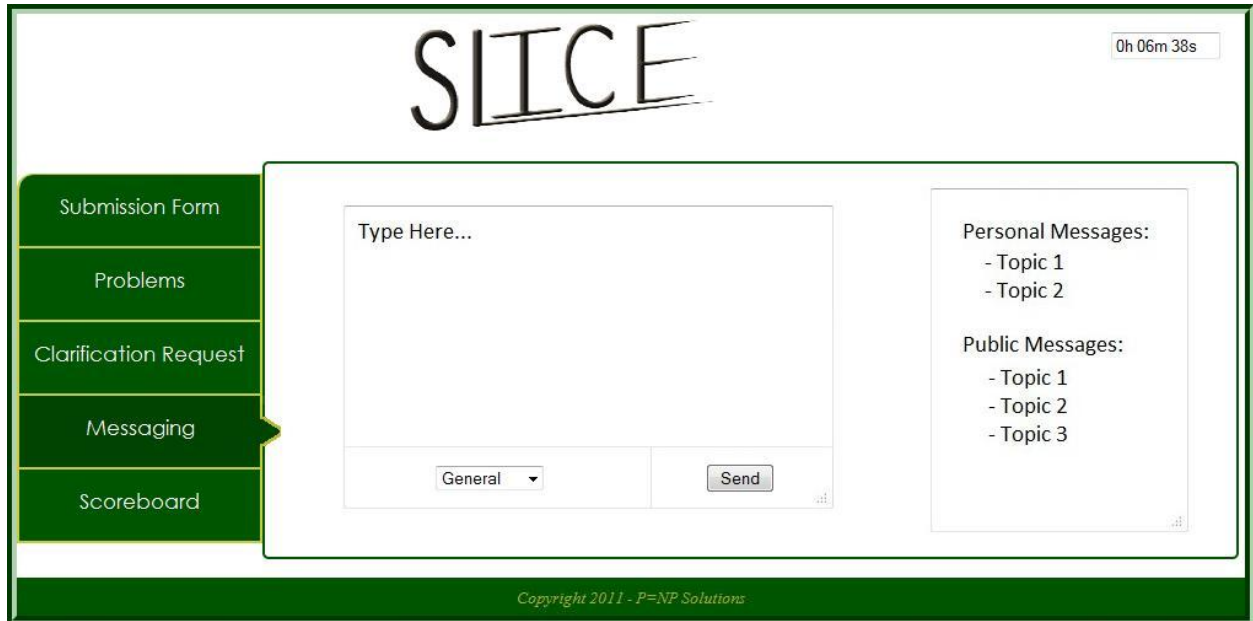 SLICE
0h 06m 38s
Submission Form
Problems
Clarification Request
Messaging
Scoreboard
Type Here...
General
Send
Personal Messages:
- Topic 1
- Topic 2
Public Messages:
- Topic 1
- Topic 2
- Topic 3
Copyright 2011 - P=NP Solutions